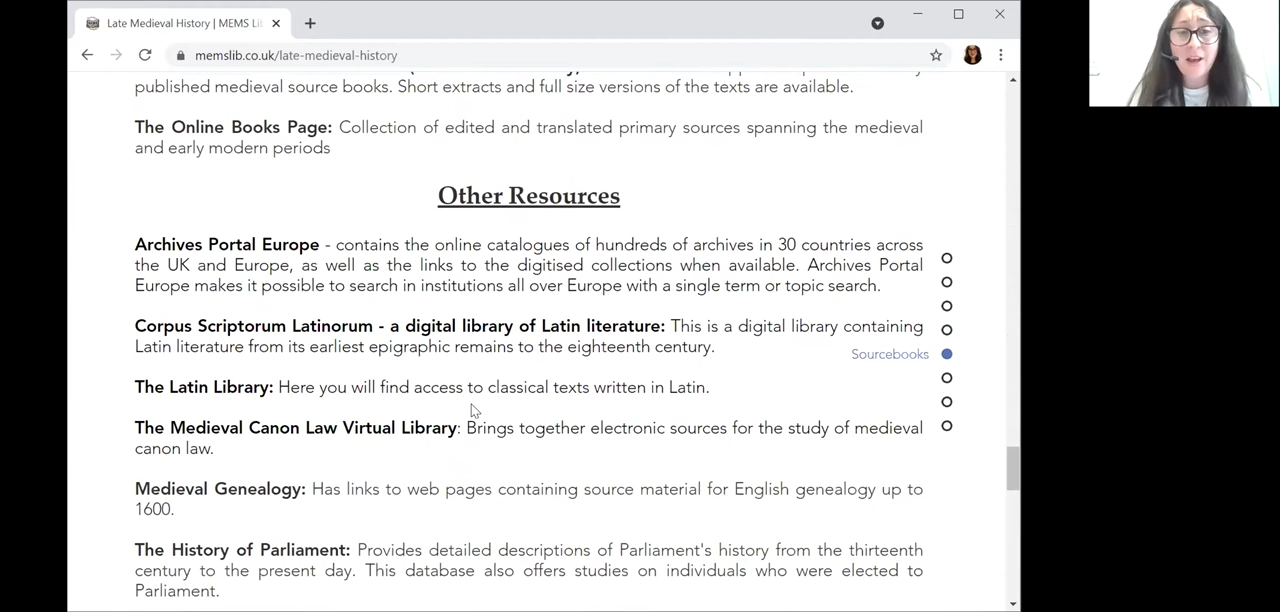 Late Medieval History | MEMS Li
memslib.co.uk/late-medieval-history
published medieval source books. Short extracts and full size versions of the texts are available.
The Online Books Page: Collection of edited and translated primary sources spanning the medieval
and early modern periods
Other Resources
Archives Portal Europe - contains the online catalogues of hundreds of archives in 30 countries across
the UK and Europe, as well as the links to the digitised collections when available. Archives Portal
Europe makes it possible to search in institutions all over Europe with a single term or topic search.
Corpus Scriptorum Latinorum - a digital library of Latin literature: This is a digital library containing
Latin literature from its earliest epigraphic remains to the eighteenth century.
Sourcebooks
The Latin Library: Here you will find access to classical texts written in Latin.
The Medieval Canon Law Virtual Library: Brings together electronic sources for the study of medieval
canon law.
Medieval Genealogy: Has links to web pages containing source material for English genealogy up to
1600.
The History of Parliament: Provides detailed descriptions of Parliament's history from the thirteenth
century to the present day. This database also offers studies on individuals who were elected to
Parliament.